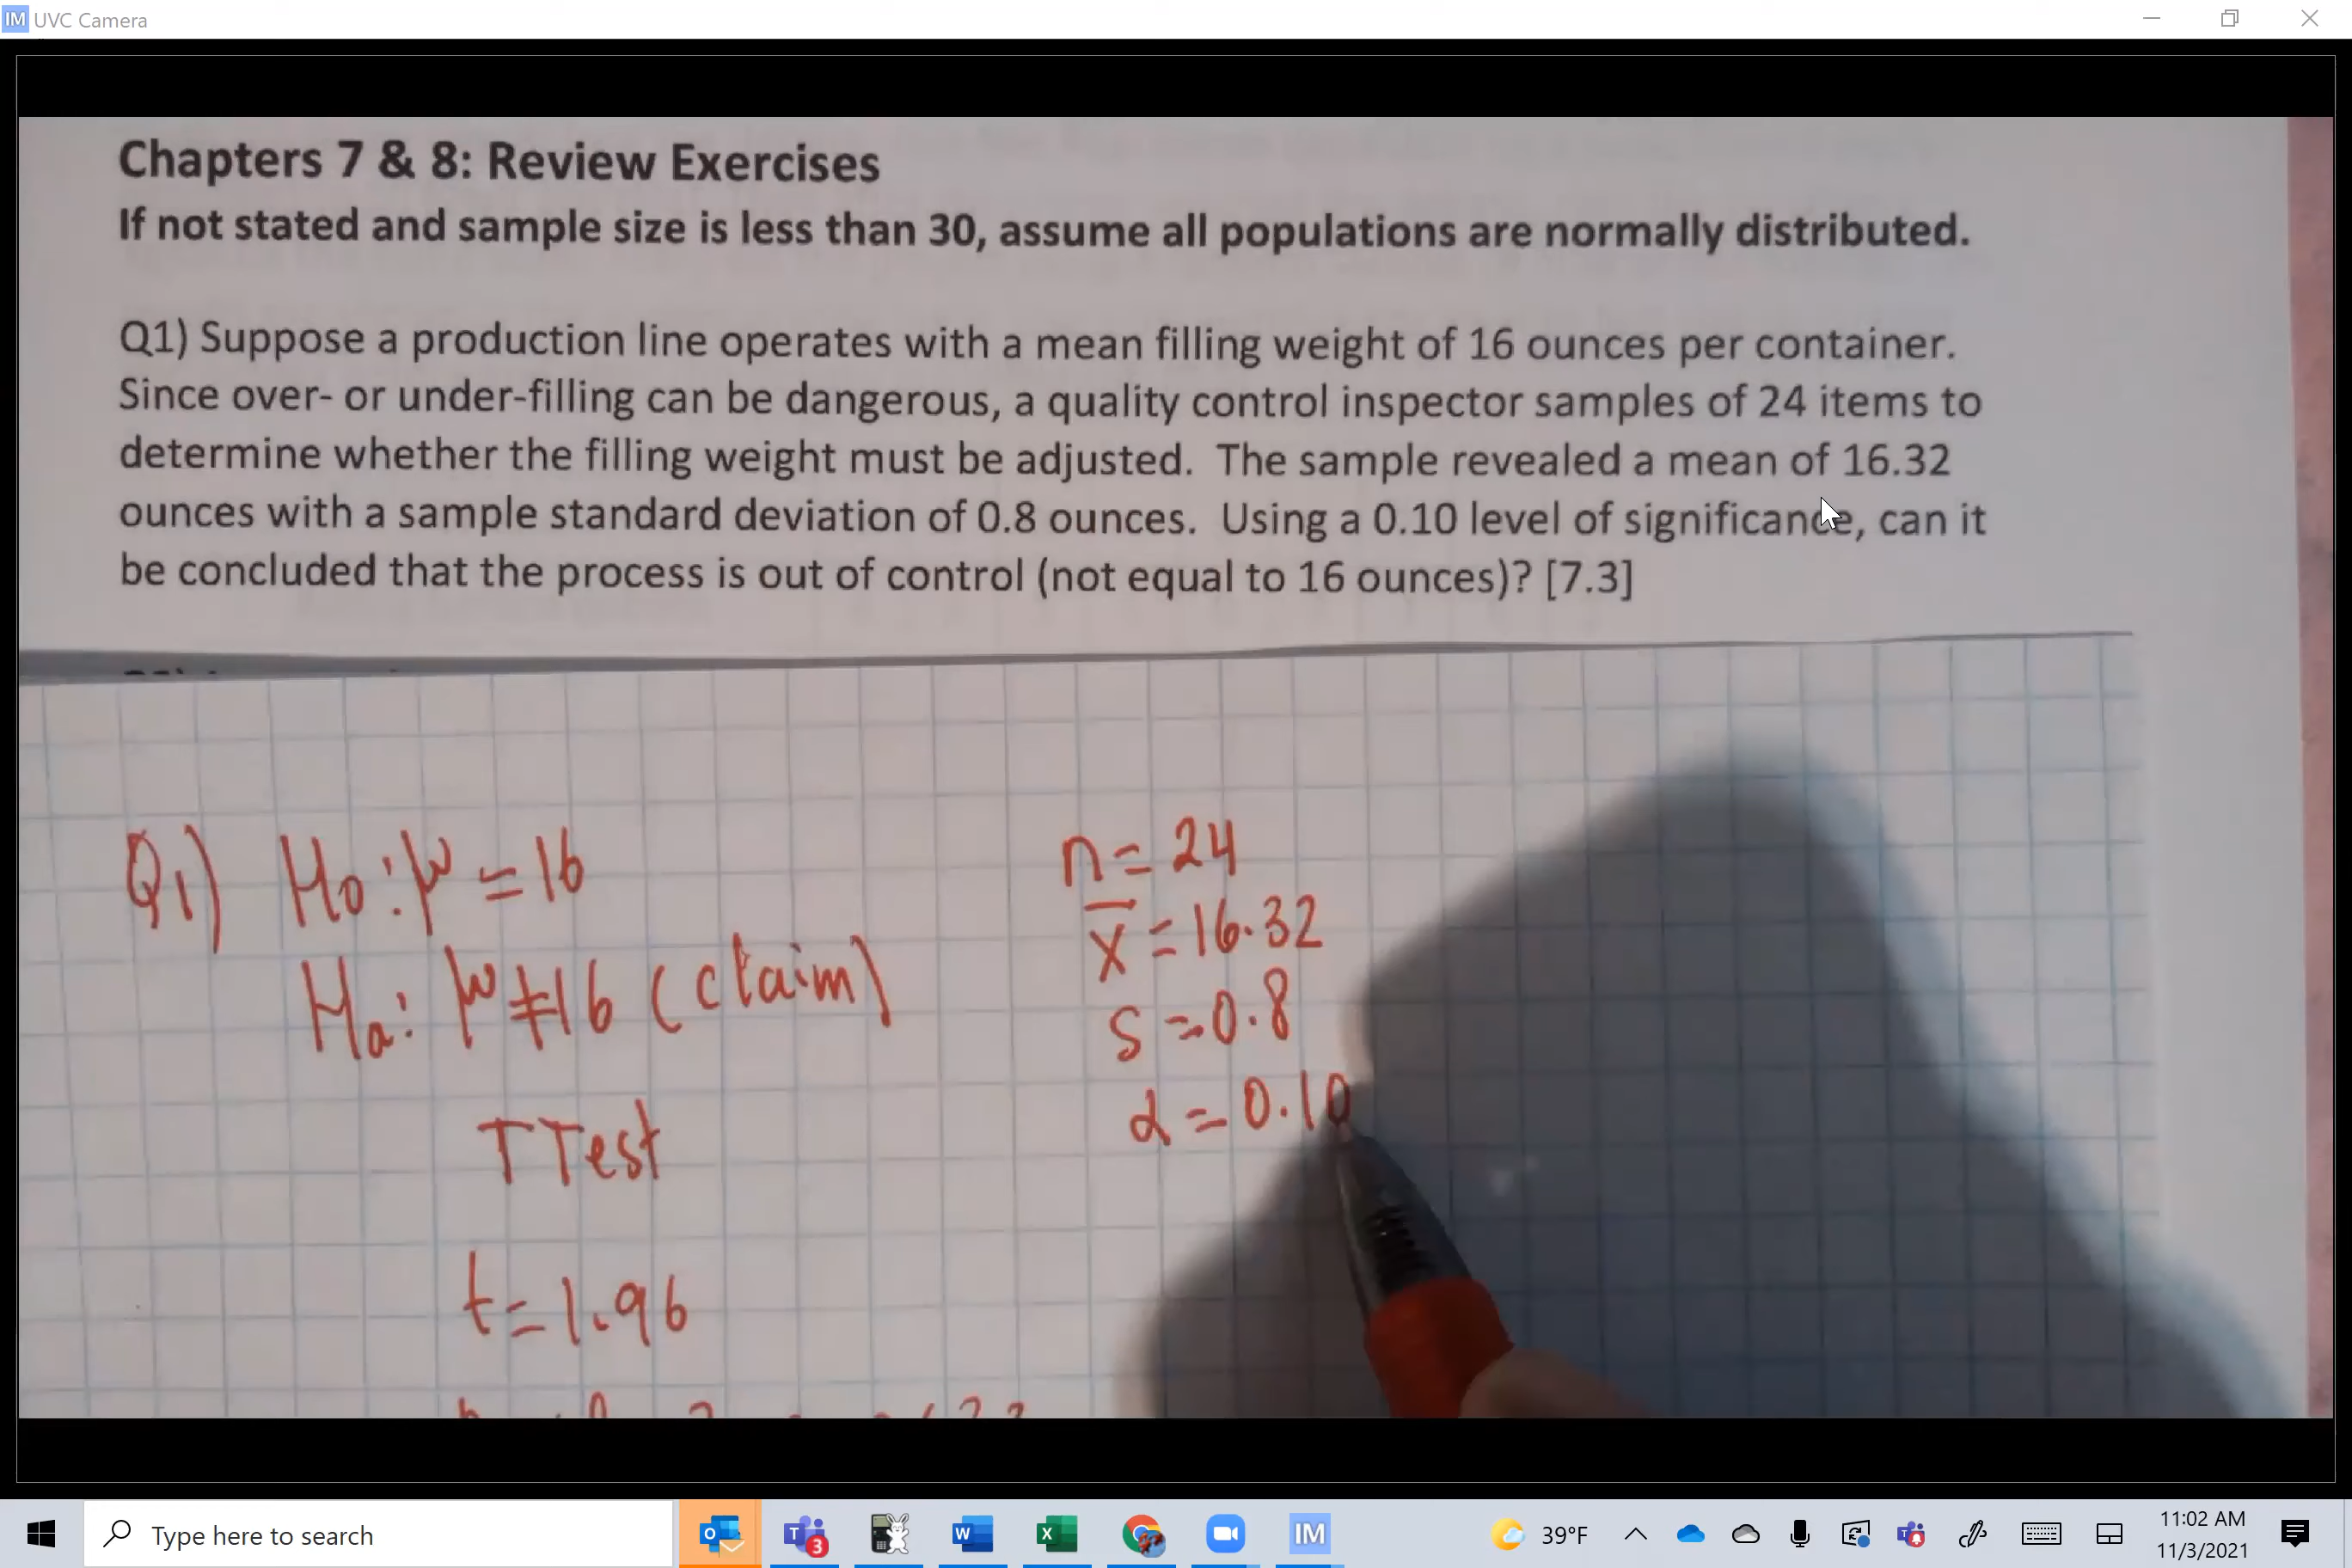 UVC Camera
Chapters 7 & 8: Review Exercises
If not stated and sample size is less than 30, assume all populations are normally distributed.
Q1) Suppose a production line operates with a mean filling weight of 16 ounces per container.
Since over- or under-filling can be dangerous, a quality control inspector samples of 24 items to
determine whether the filling weight must be adjusted. The sample revealed a mean of 16.32
ounces with a sample standard deviation of 0.8 ounces. Using a 0.10 level of significance, can it
be concluded that the process is out of control (not equal to 16 ounces)? [7.3]
Q1) H₀: μ = 16
Hₐ: μ ≠ 16 (claim)
T Test
t = 1.96
n = 24
x̄ = 16.32
s = 0.8
α = 0.10
Type here to search
3
39°F
11:02 AM
11/3/2021